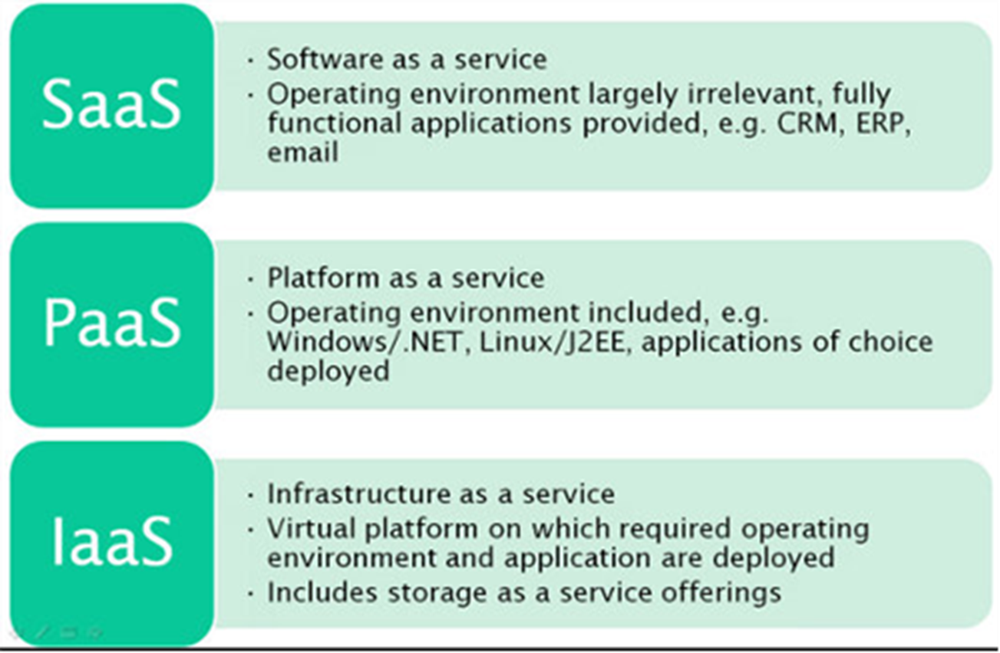 SaaS
· Software as a service
· Operating environment largely irrelevant, fully
functional applications provided, e.g. CRM, ERP,
email
PaaS
· Platform as a service
· Operating environment included, e.g.
Windows/.NET, Linux/J2EE, applications of choice
deployed
IaaS
· Infrastructure as a service
· Virtual platform on which required operating
environment and application are deployed
· Includes storage as a service offerings